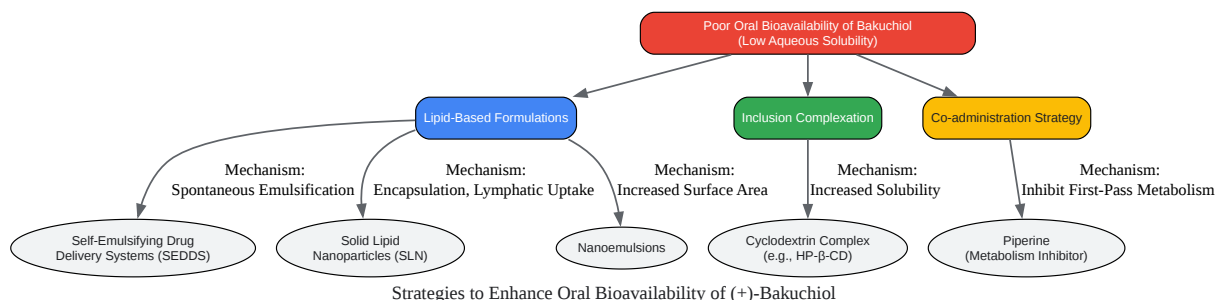 Poor Oral Bioavailability of Bakuchiol
(Low Aqueous Solubility)
Lipid-Based Formulations
Inclusion Complexation
Co-administration Strategy
Mechanism:
Spontaneous Emulsification
Mechanism:
Encapsulation, Lymphatic Uptake
Mechanism:
Increased Surface Area
Mechanism:
Increased Solubility
Mechanism:
Inhibit First-Pass Metabolism
Self-Emulsifying Drug
Delivery Systems (SEDDS)
Solid Lipid
Nanoparticles (SLN)
Nanoemulsions
Cyclodextrin Complex
(e.g., HP-β-CD)
Piperine
(Metabolism Inhibitor)
Strategies to Enhance Oral Bioavailability of (+)-Bakuchiol